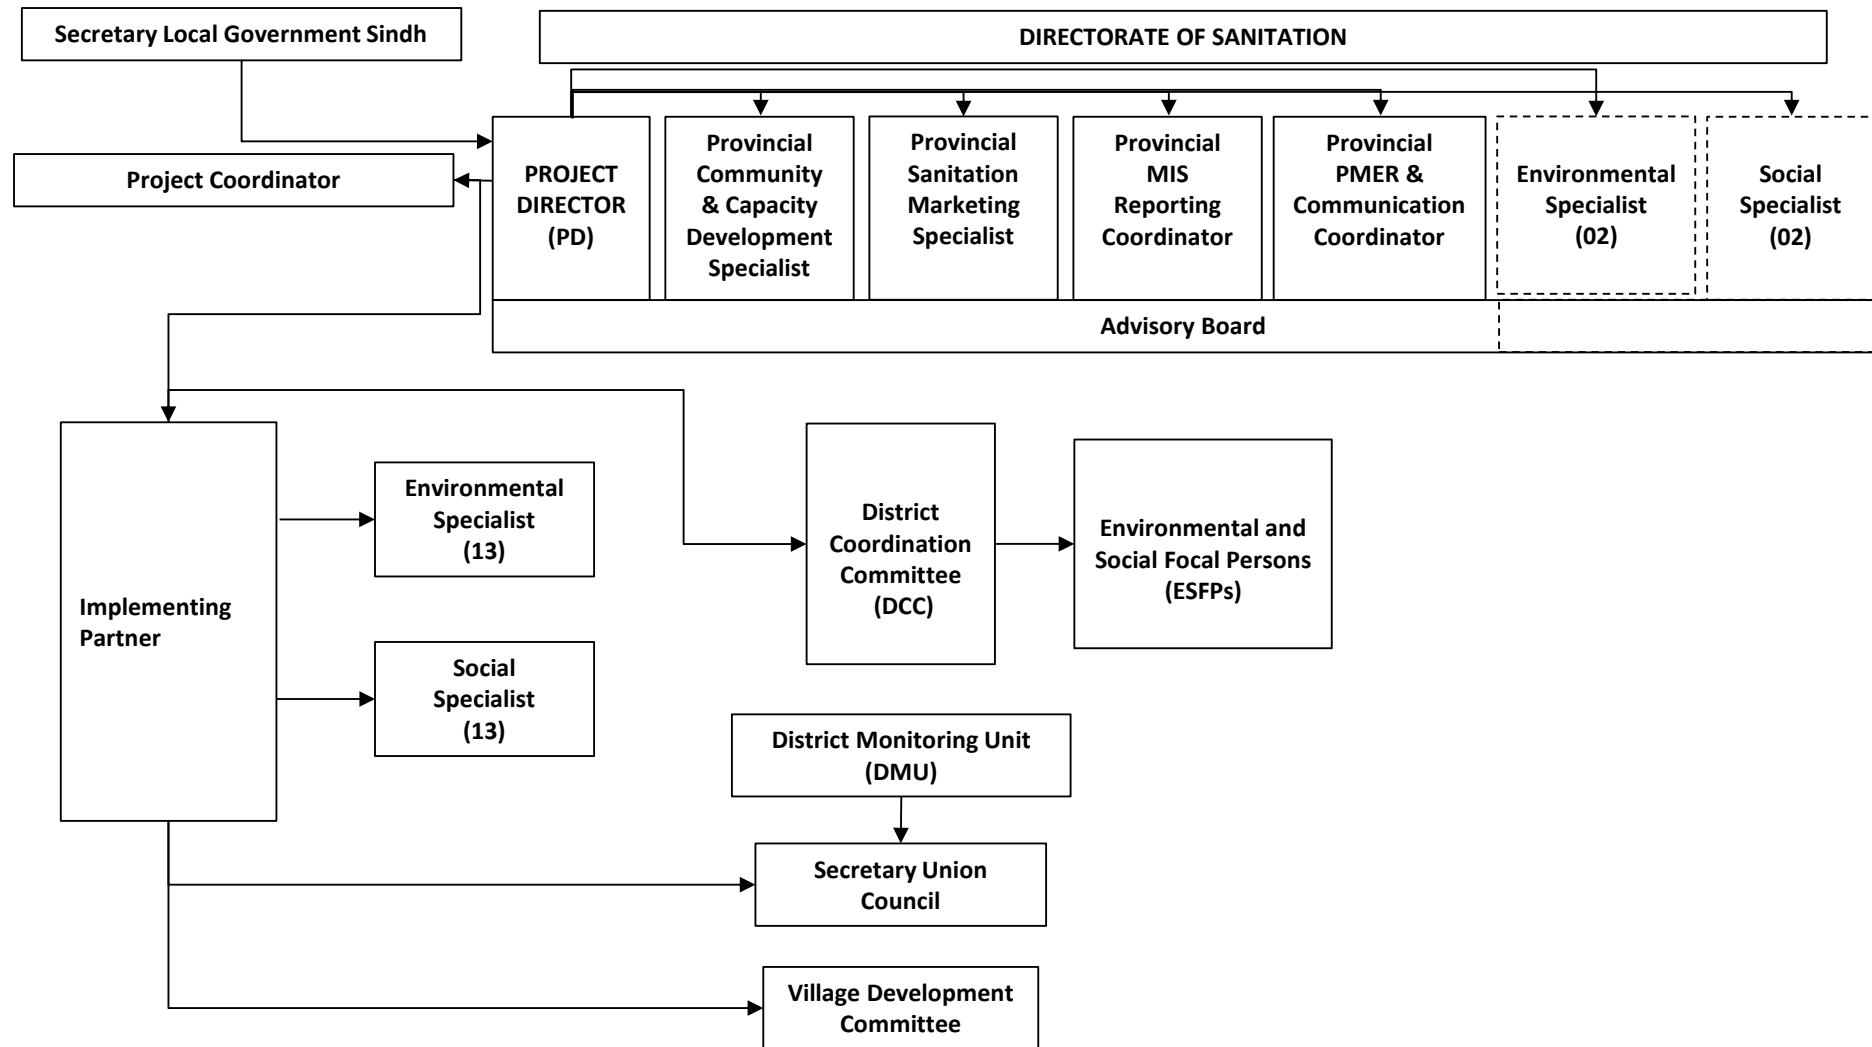 Secretary Local Government Sindh
DIRECTORATE OF SANITATION
Project Coordinator
PROJECT
DIRECTOR
(PD)
Provincial
Community
& Capacity
Development
Specialist
Provincial
Sanitation
Marketing
Specialist
Provincial
MIS
Reporting
Coordinator
Provincial
PMER &
Communication
Coordinator
Environmental
Specialist
(02)
Social
Specialist
(02)
Advisory Board
Implementing
Partner
Environmental
Specialist
(13)
Social
Specialist
(13)
District
Coordination
Committee
(DCC)
Environmental and
Social Focal Persons
(ESFPs)
District Monitoring Unit
(DMU)
Secretary Union
Council
Village Development
Committee